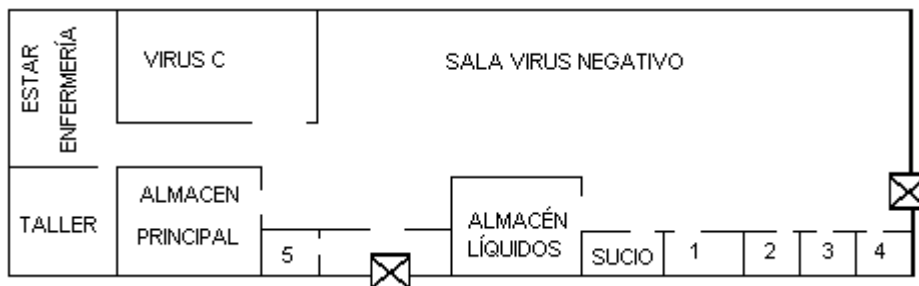 ESTAR
ENFERMERÍA
VIRUS C
SALA VIRUS NEGATIVO
TALLER
ALMACEN
PRINCIPAL
5
ALMACÉN
LÍQUIDOS
SUCIO
1
2
3
4